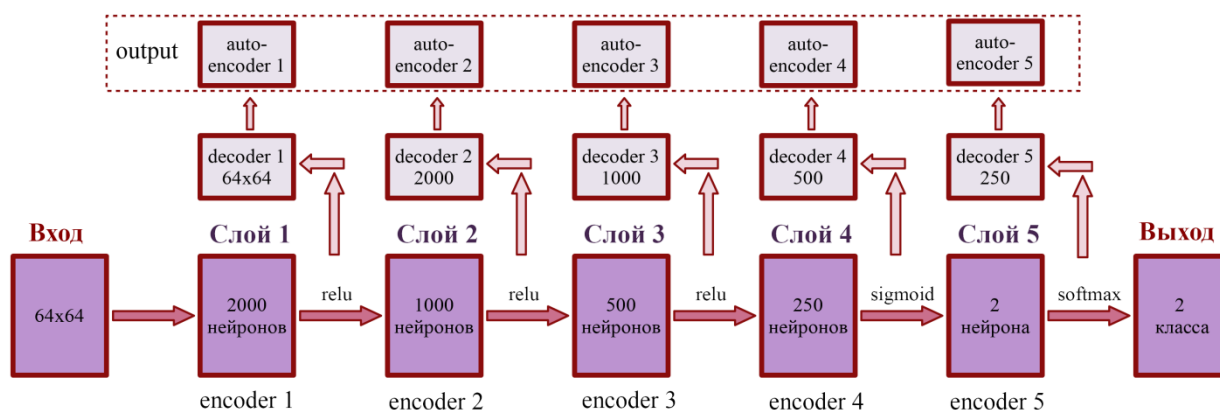 output
auto-
encoder 1
auto-
encoder 2
auto-
encoder 3
auto-
encoder 4
auto-
encoder 5
decoder 1
64x64
decoder 2
2000
decoder 3
1000
decoder 4
500
decoder 5
250
Вход
Слой 1
Слой 2
Слой 3
Слой 4
Слой 5
Выход
64x64
2000
нейронов
relu
1000
нейронов
relu
500
нейронов
relu
250
нейронов
sigmoid
2
нейрона
softmax
2
класса
encoder 1
encoder 2
encoder 3
encoder 4
encoder 5